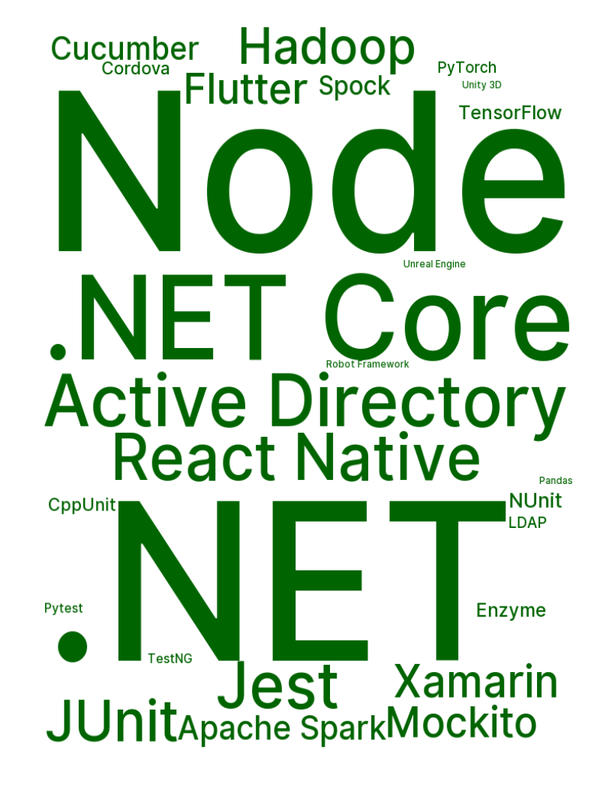 Cucumber
Hadoop
Cordova
PyTorch
Flutter
Spock
Unity 3D
TensorFlow
Node
Unreal Engine
.NET Core
Robot Framework
Active Directory
React Native
Pandas
CppUnit
.NET
NUnit
LDAP
Pytest
Enzyme
TestNG
Jest
Xamarin
JUnit
Apache Spark
Mockito